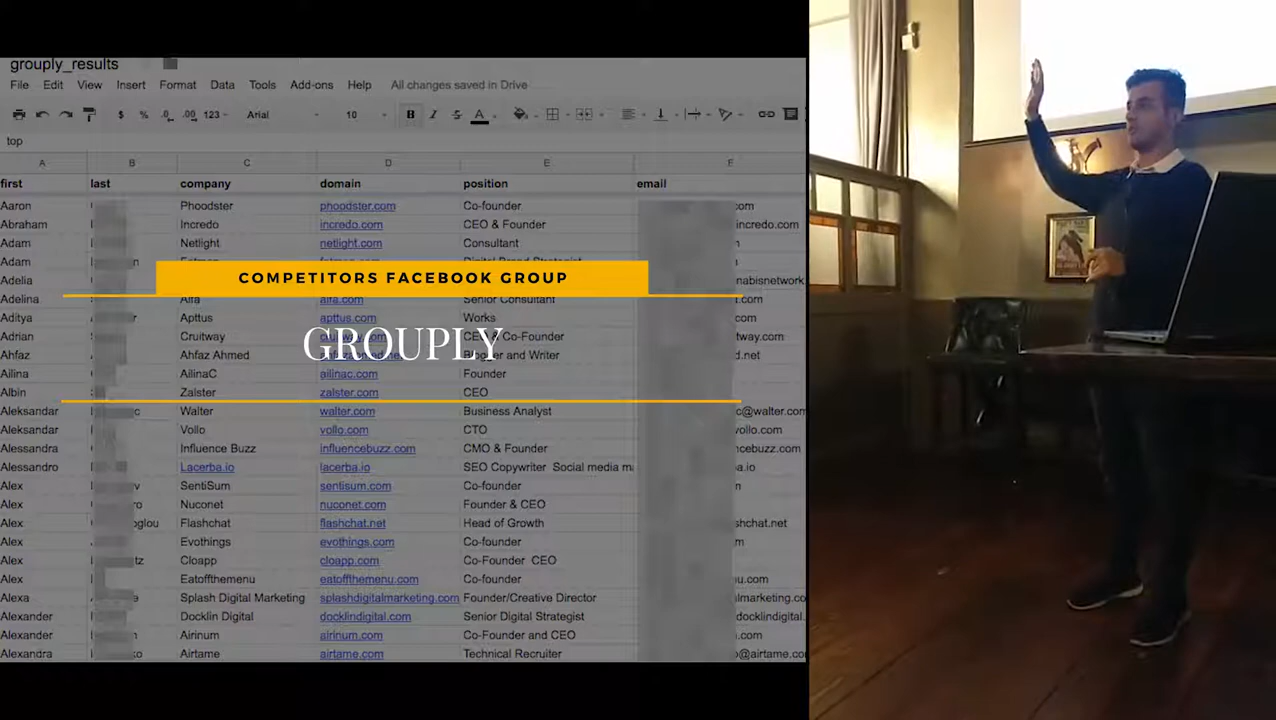 grouply_results
File Edit View Insert Format Data Tools Add-ons Help All changes saved in Drive
$ % .0 .00 123 Arial 10 B I S A
top
A B C D E F
first last company domain position email
Aaron Phoodster phoodster.com Co-founder com
Abraham Incredo incredo.com CEO & Founder incredo.com
Adam Netlight netlight.com Consultant
Adam
Adelia
COMPETITORS FACEBOOK GROUP
Adelina Alfa alfa.com Senior Consultant .com
Aditya Apttus apttus.com Works
GROUPLY
Adrian Cruitway CEO & Co-Founder
Ahfaz Ahfaz Ahmed Blogger and Writer d.net
Ailina AilinaC ailinac.com Founder
Albin Zalster zalster.com CEO
Aleksandar Walter walter.com Business Analyst c@walter.com
Aleksandar Vollo vollo.com CTO vollo.com
Alessandra Influence Buzz influencebuzz.com CMO & Founder
Alessandro Lacerba.io lacerba.io SEO Copywriter Social media
Alex SentiSum sentisum.com Co-founder
Alex Nuconet nuconet.com Founder & CEO
Alex oglou Flashchat flashchat.net Head of Growth shchat.net
Alex Evothings evothings.com Co-founder
Alex tz Cloapp cloapp.com Co-Founder CEO
Alex Eatoffthemenu eatoffthemenu.com Co-founder u.com
Alexa Splash Digital Marketing splashdigitalmarketing.com Founder/Creative Director
Alexander Docklin Digital docklindigital.com Senior Digital Strategist docklindigital.
Alexander Airinum airinum.com Co-Founder and CEO .com
Alexandra ko Airtame airtame.com Technical Recruiter o@airtame.com